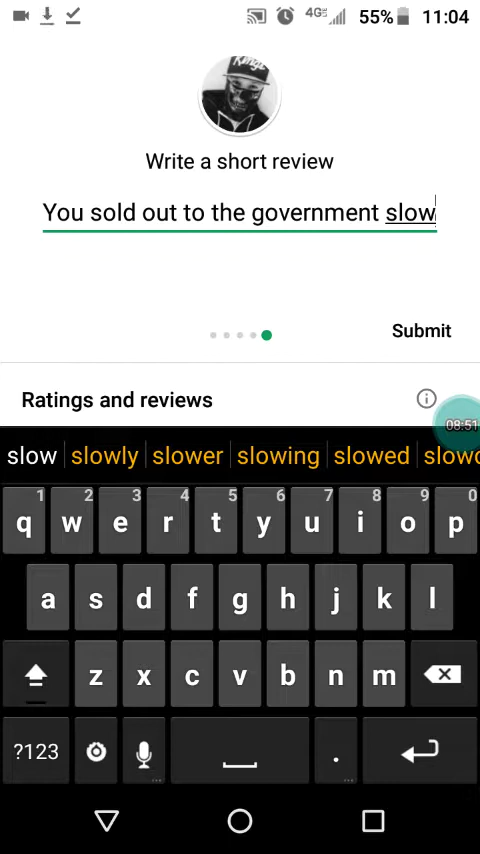 4G 55% 11:04
Kings
Write a short review
You sold out to the government slow
Submit
Ratings and reviews
08:51
slow slowly slower slowing slowed
1 2 3 4 5 6 7 8 9 0
q w e r t y u i o p
a s d f g h j k l
z x c v b n m
?123 .